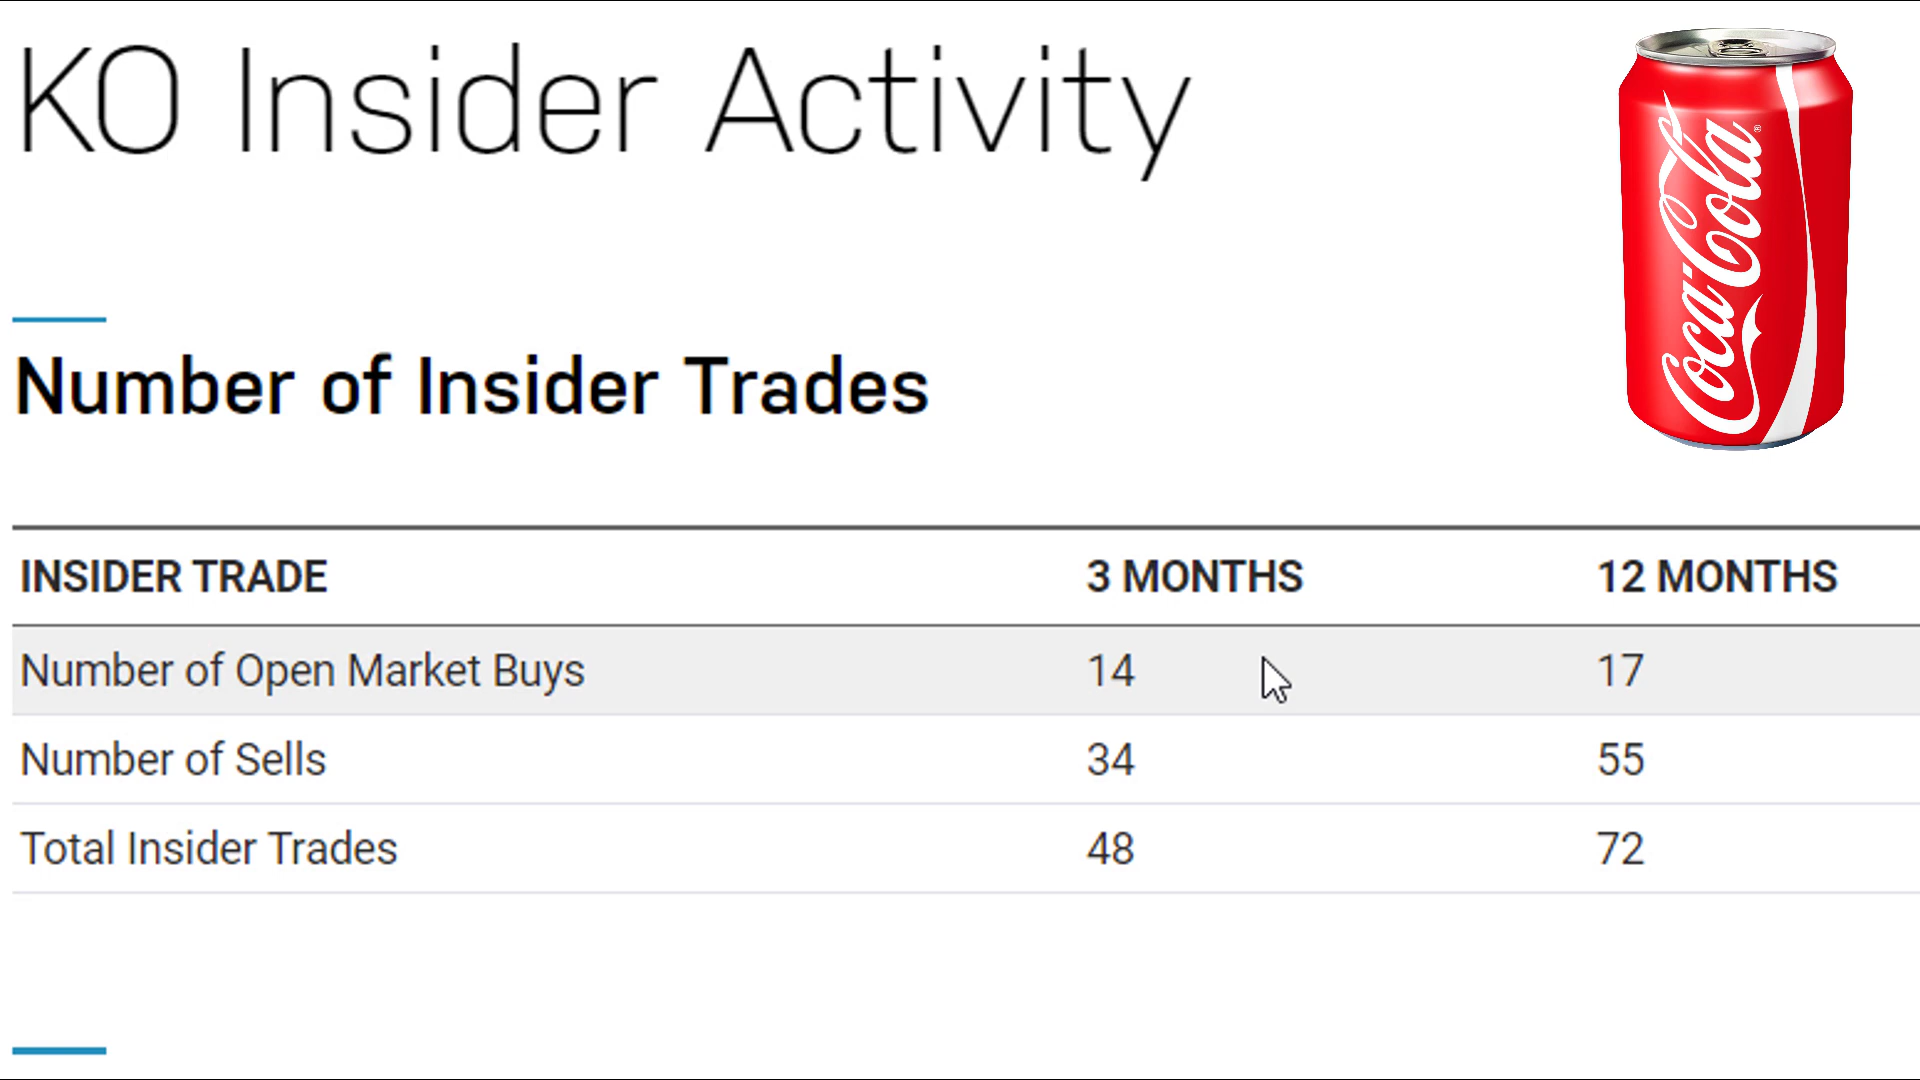 KO Insider Activity
Coca-Cola®
Number of Insider Trades
INSIDER TRADE 3 MONTHS 12 MONTHS
Number of Open Market Buys 14 17
Number of Sells 34 55
Total Insider Trades 48 72